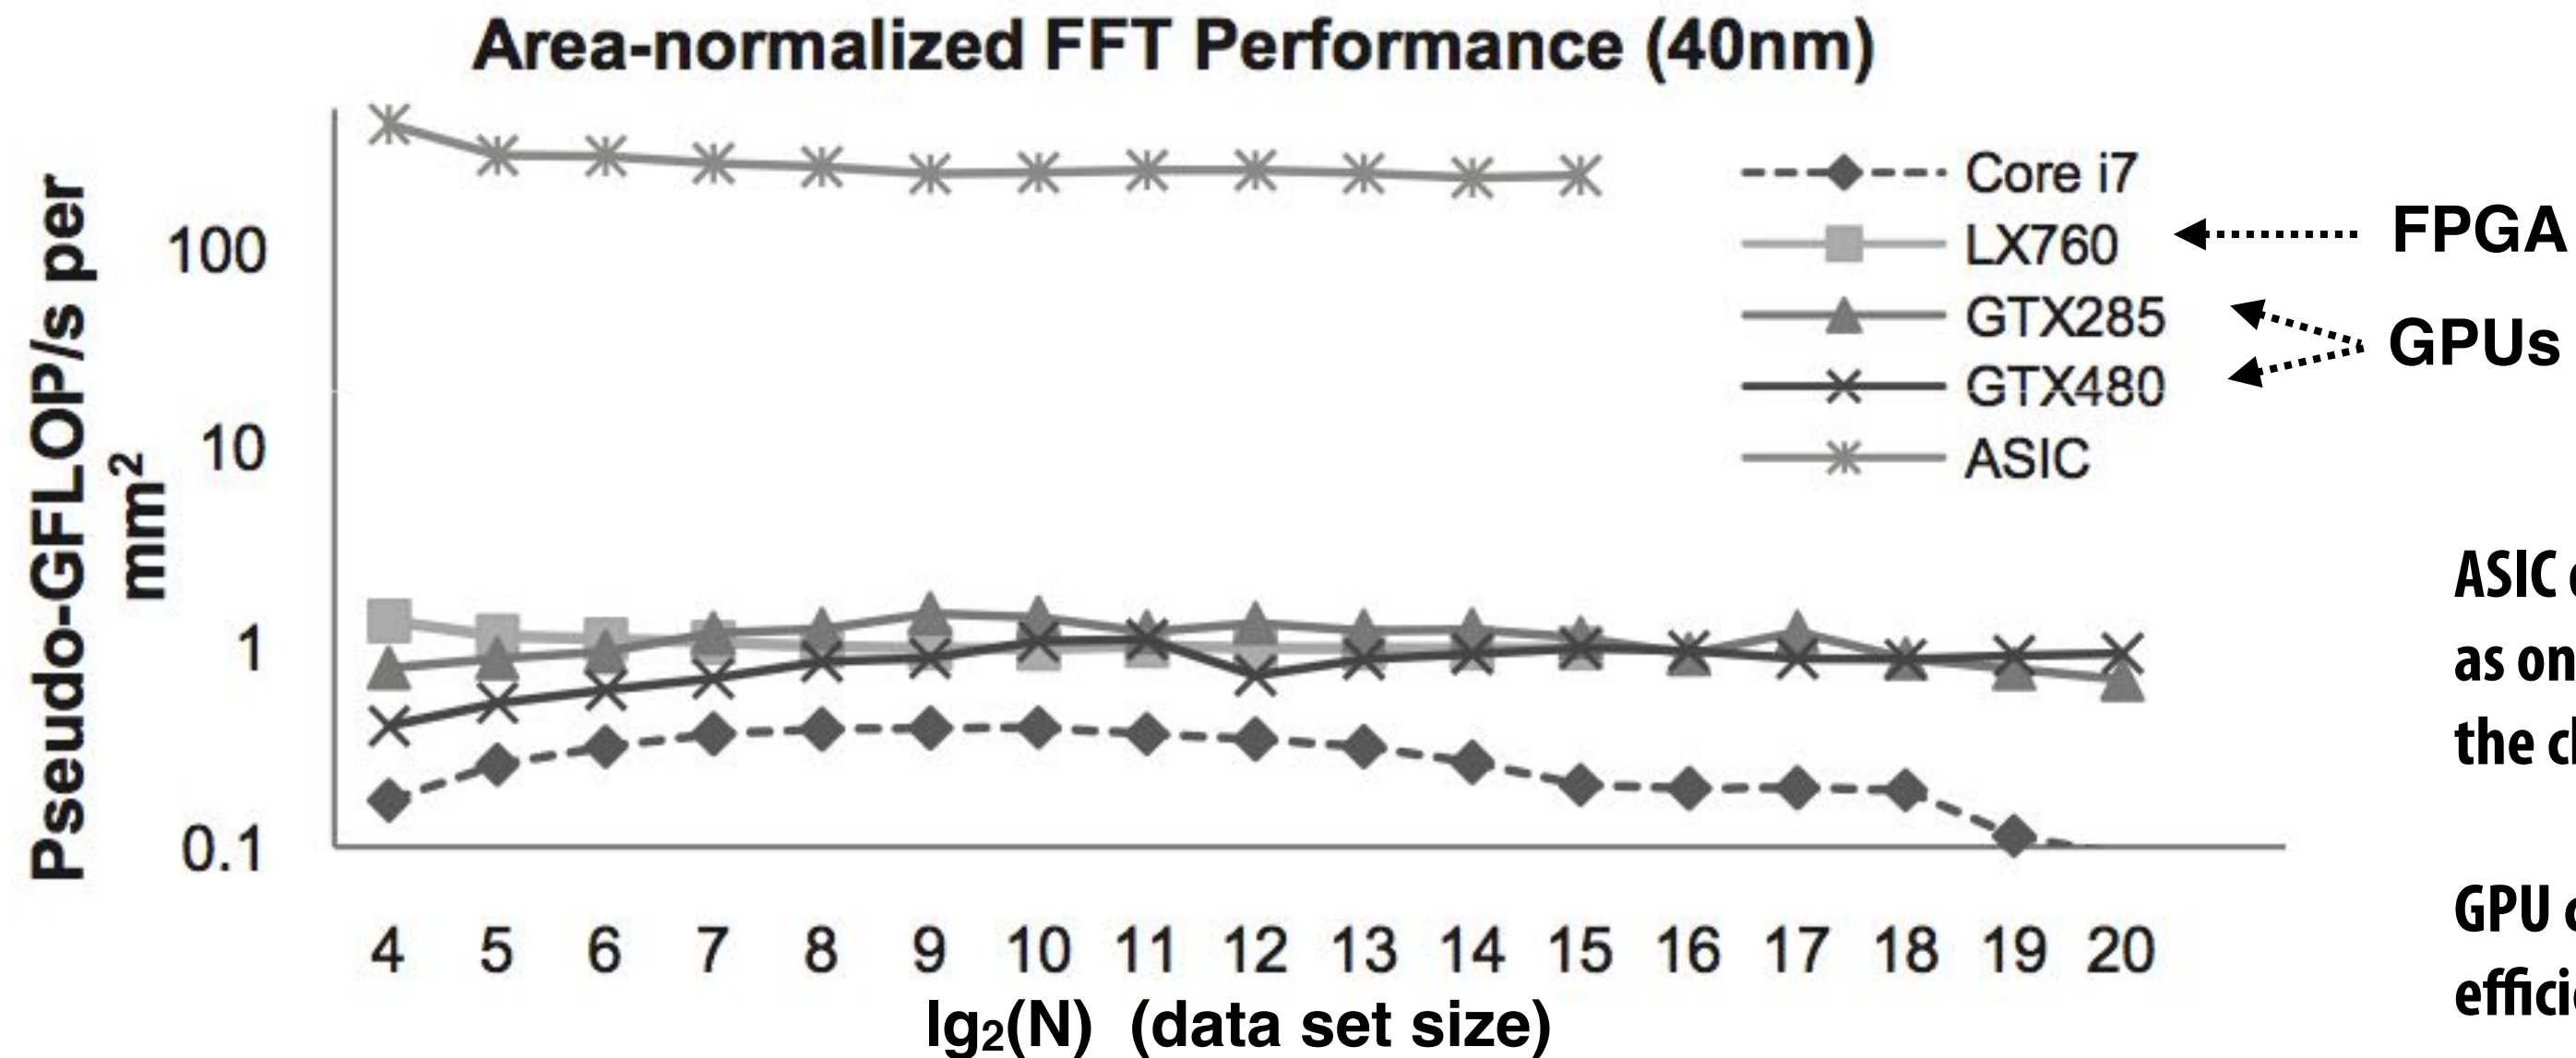 Area-normalized FFT Performance (40nm)
Pseudo-GFLOP/s per
mm²
100
10
1
0.1
4 5 6 7 8 9 10 11 12 13 14 15 16 17 18 19 20
lg₂(N) (data set size)
Core i7
LX760
GTX285
GTX480
ASIC
FPGA
GPUs
ASIC
as
the
GPU